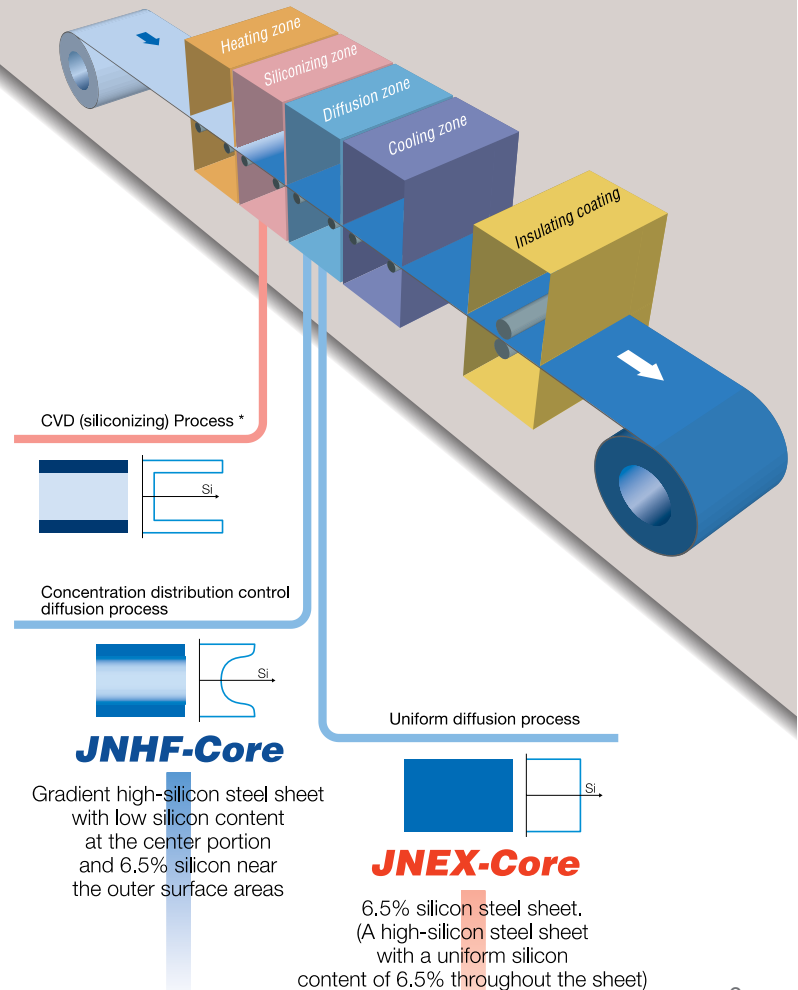 Heating zone
Siliconizing zone
Diffusion zone
Cooling zone
Insulating coating
CVD (siliconizing) Process *
Si
Concentration distribution control
diffusion process
Si
JNHF-Core
Gradient high-silicon steel sheet
with low silicon content
at the center portion
and 6.5% silicon near
the outer surface areas
Uniform diffusion process
Si
JNEX-Core
6.5% silicon steel sheet.
(A high-silicon steel sheet
with a uniform silicon
content of 6.5% throughout the sheet)